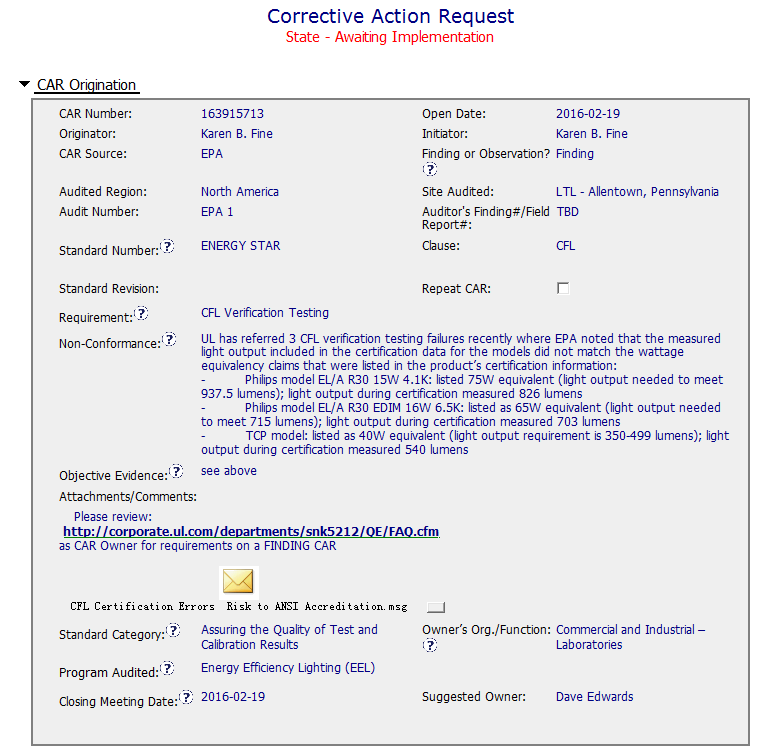 Corrective Action Request
State - Awaiting Implementation
CAR Origination
CAR Number: 163915713 Open Date: 2016-02-19
Originator: Karen B. Fine Initiator: Karen B. Fine
CAR Source: EPA Finding or Observation? Finding
?
Audited Region: North America Site Audited: LTL - Allentown, Pennsylvania
Audit Number: EPA 1 Auditor's Finding#/Field TBD
Report#:
Standard Number: ? ENERGY STAR Clause: CFL
Standard Revision: Repeat CAR:
Requirement: ? CFL Verification Testing
Non-Conformance: ? UL has referred 3 CFL verification testing failures recently where EPA noted that the measured
light output included in the certification data for the models did not match the wattage
equivalency claims that were listed in the product's certification information:
- Philips model EL/A R30 15W 4.1K: listed 75W equivalent (light output needed to meet
937.5 lumens); light output during certification measured 826 lumens
- Philips model EL/A R30 EDIM 16W 6.5K: listed as 65W equivalent (light output needed
to meet 715 lumens); light output during certification measured 703 lumens
- TCP model: listed as 40W equivalent (light output requirement is 350-499 lumens); light
output during certification measured 540 lumens
Objective Evidence: ? see above
Attachments/Comments:
Please review:
http://corporate.ul.com/departments/snk5212/QE/FAQ.cfm
as CAR Owner for requirements on a FINDING CAR
CFL Certification Errors Risk to ANSI Accreditation.msg
Standard Category: ? Assuring the Quality of Test and Owner's Org./Function: Commercial and Industrial –
Calibration Results ? Laboratories
Program Audited: ? Energy Efficiency Lighting (EEL)
Closing Meeting Date: ? 2016-02-19 Suggested Owner: Dave Edwards